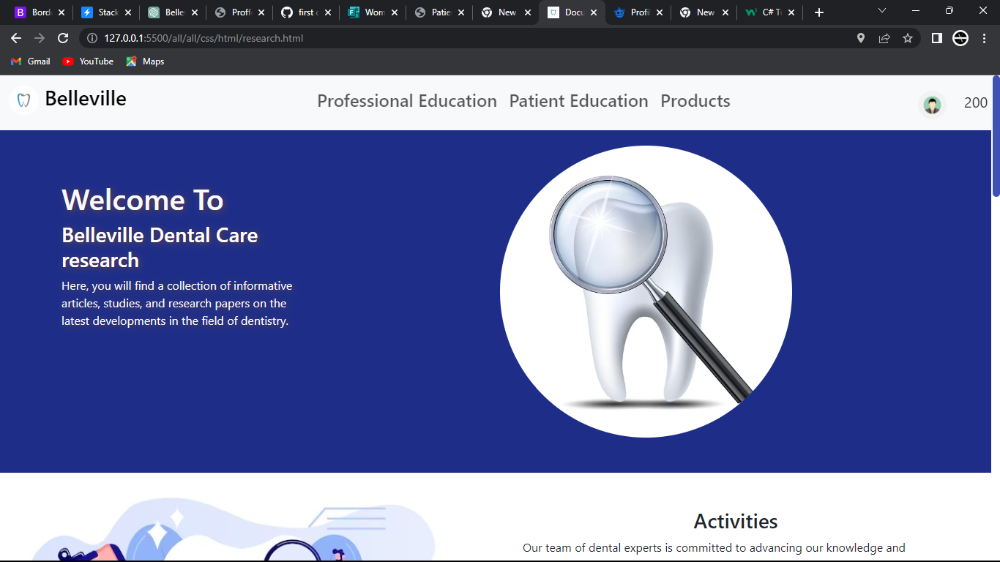 Bord
Stack
Belle
Proff
first c
Wom
Patie
New
Docu
Profil
New
C# Tu
127.0.0.1:5500/all/all/css/html/research.html
Gmail
YouTube
Maps
Belleville
Professional Education Patient Education Products
200
Welcome To
Belleville Dental Care
research
Here, you will find a collection of informative
articles, studies, and research papers on the
latest developments in the field of dentistry.
Activities
Our team of dental experts is committed to advancing our knowledge and